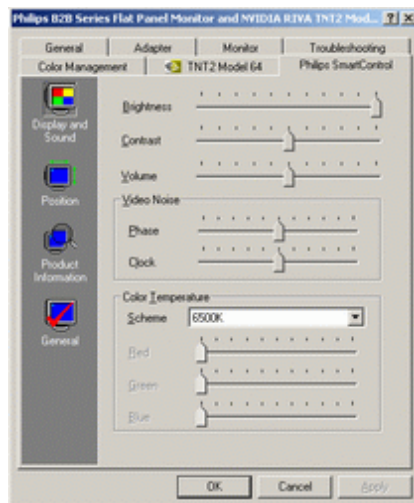 Philips B2B Series Flat Panel Monitor and NVIDIA RIVA TNT2 Mod...
General Adapter Monitor Troubleshooting
Color Management TNT2 Model 64 Philips SmartControl
Display and
Sound
Position
Product
Information
General
Brightness
Contrast
Volume
Video Noise
Phase
Clock
Color Temperature
Scheme 6500K
Red
Green
Blue
OK Cancel Apply